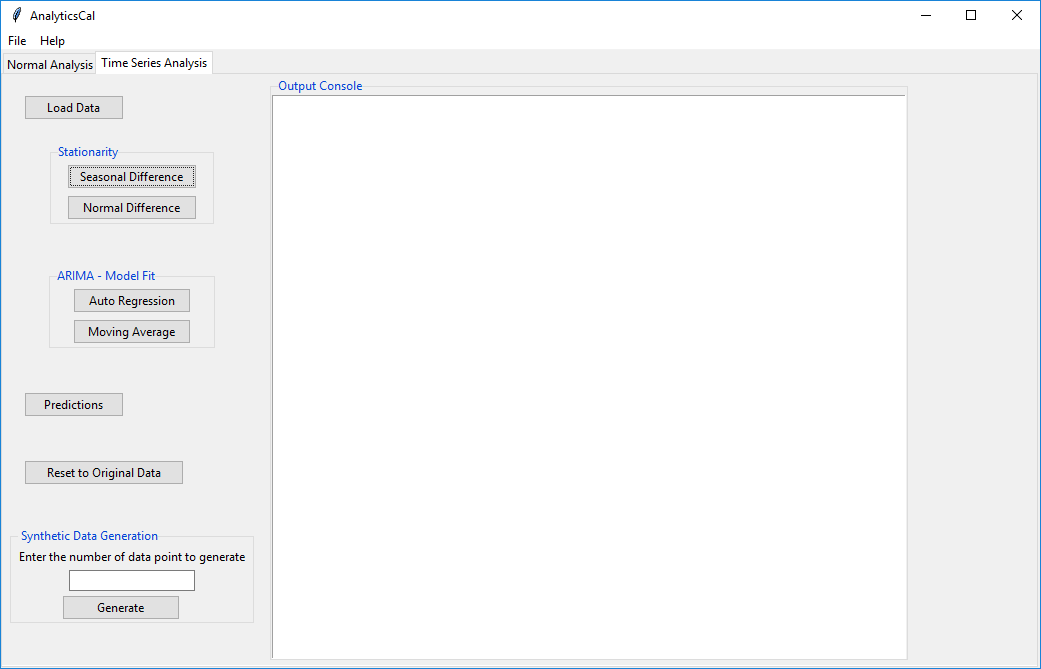 AnalyticsCal
File Help
Normal Analysis Time Series Analysis
Load Data
Stationarity
Seasonal Difference
Normal Difference
ARIMA - Model Fit
Auto Regression
Moving Average
Predictions
Reset to Original Data
Synthetic Data Generation
Enter the number of data point to generate
Generate
Output Console